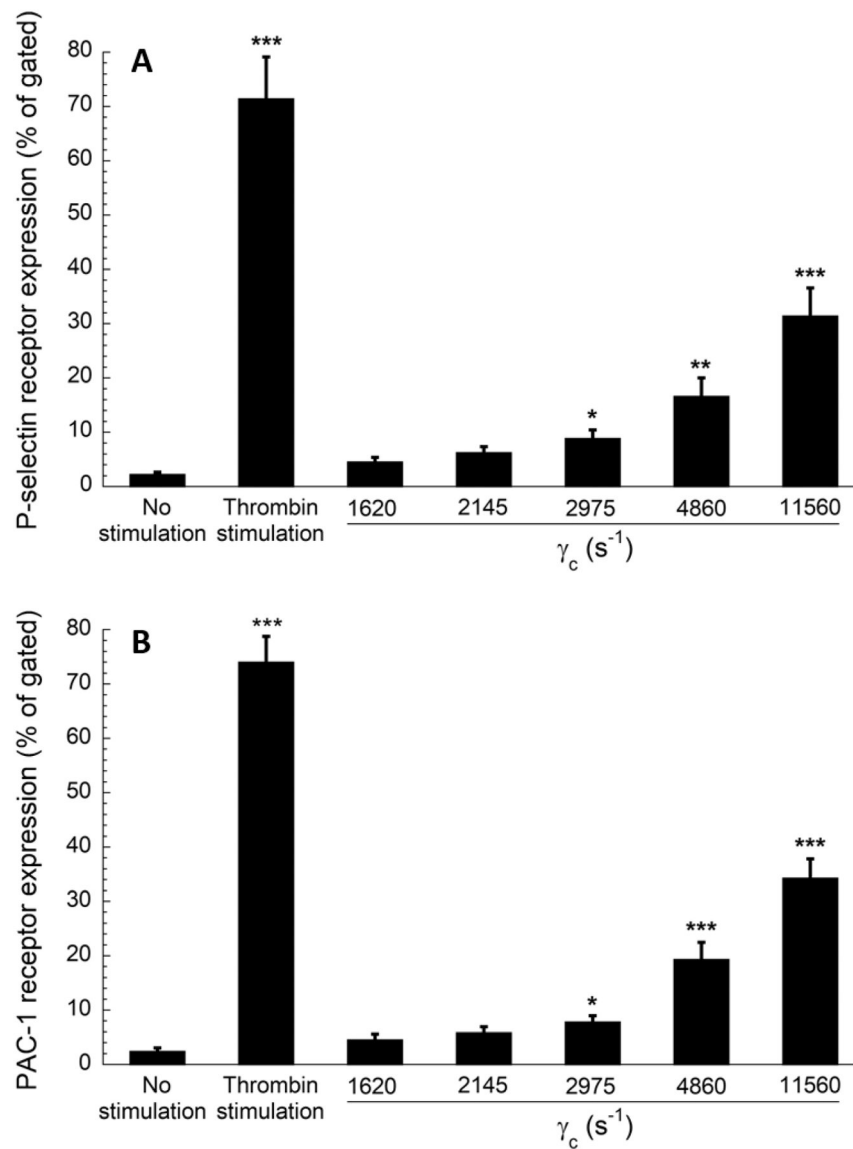 A
P-selectin receptor expression (% of gated)
80
70
60
50
40
30
20
10
0
***
*
**
***
No stimulation
Thrombin stimulation
1620 2145 2975 4860 11560
γc (s⁻¹)
B
PAC-1 receptor expression (% of gated)
80
70
60
50
40
30
20
10
0
***
*
***
***
No stimulation
Thrombin stimulation
1620 2145 2975 4860 11560
γc (s⁻¹)